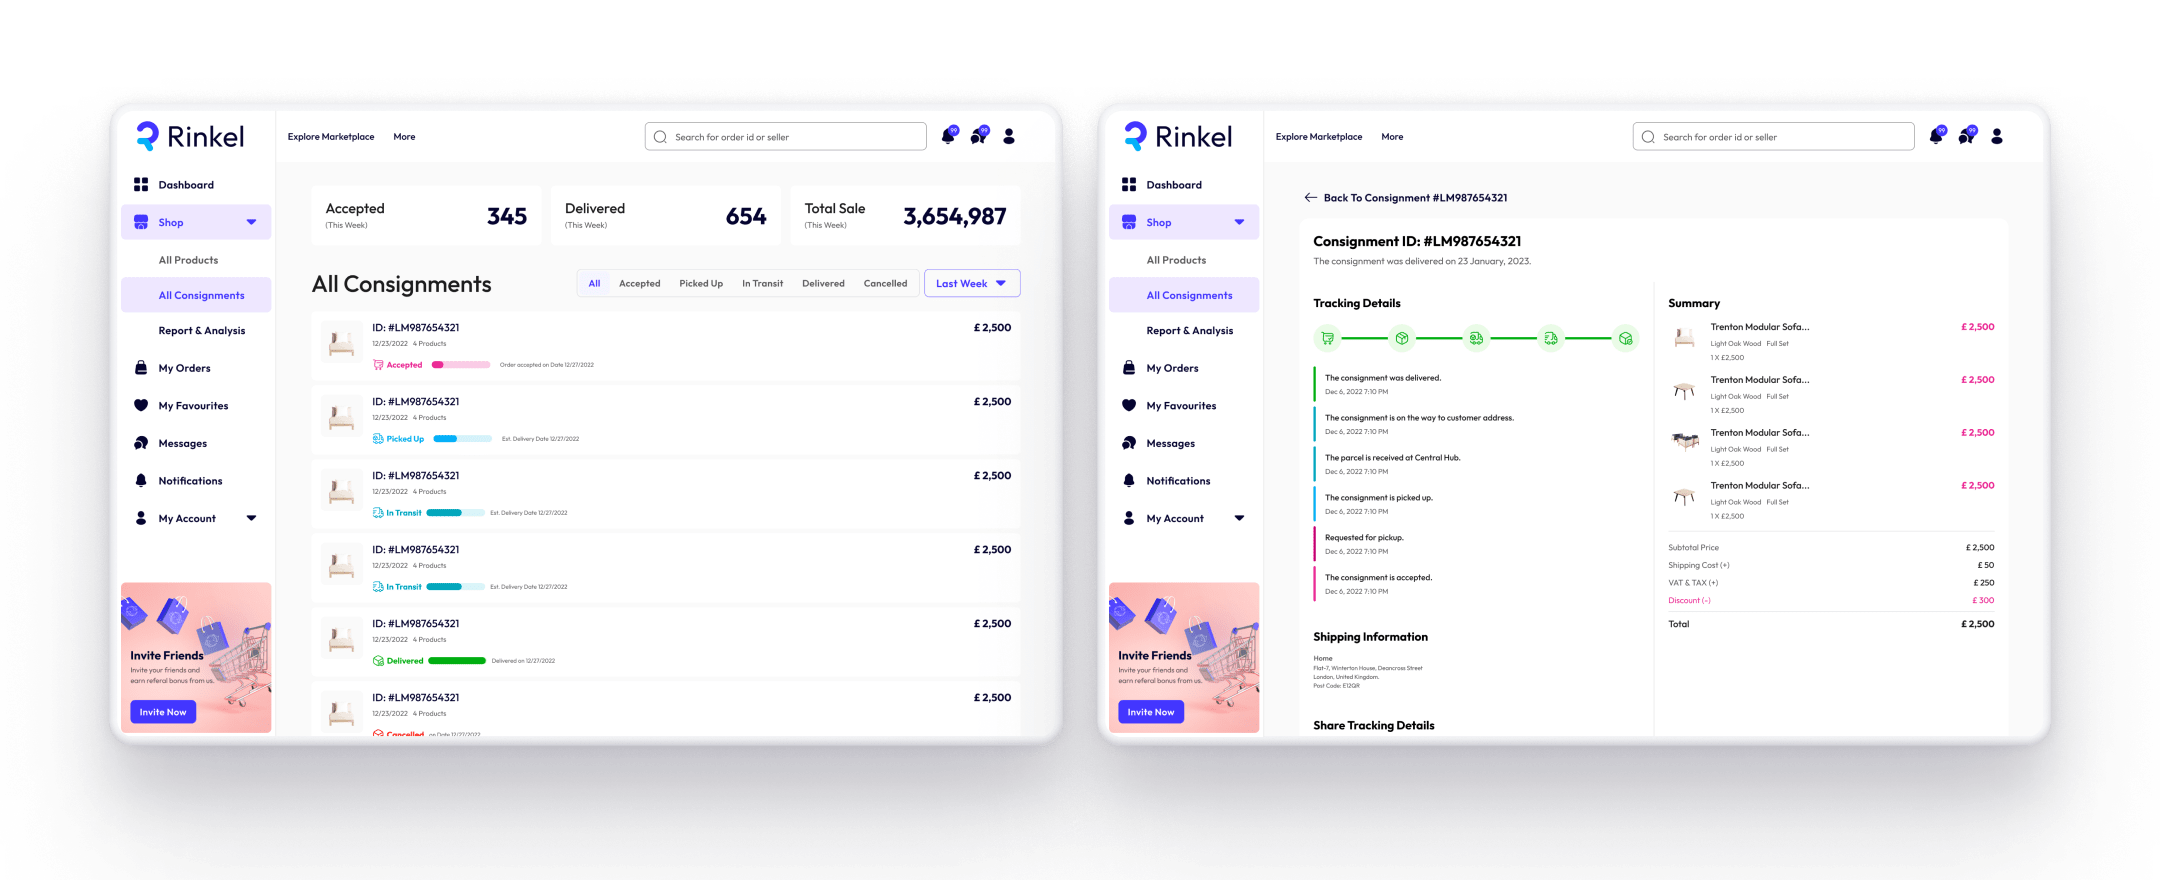 Rinkel
Explore Marketplace More
Search for order id or seller
99 99
Dashboard
Shop
All Products
All Consignments
Report & Analysis
My Orders
My Favourites
Messages
Notifications
My Account
Invite Friends
Invite your friends and
earn referal bonus from us.
Invite Now
Accepted
(This Week)
345
Delivered
(This Week)
654
Total Sale
(This Week)
3,654,987
All Consignments
All Accepted Picked Up In Transit Delivered Cancelled
Last Week
ID: #LM987654321 £ 2,500
12/23/2022 4 Products
Accepted Order accepted on Date 12/27/2022
ID: #LM987654321 £ 2,500
12/23/2022 4 Products
Picked Up Est. Delivery Date 12/27/2022
ID: #LM987654321 £ 2,500
12/23/2022 4 Products
In Transit Est. Delivery Date 12/27/2022
ID: #LM987654321 £ 2,500
12/23/2022 4 Products
In Transit Est. Delivery Date 12/27/2022
ID: #LM987654321 £ 2,500
12/23/2022 4 Products
Delivered Delivered on 12/27/2022
ID: #LM987654321 £ 2,500
12/23/2022 4 Products
Cancelled on Date 12/27/2022
Rinkel
Explore Marketplace More
Search for order id or seller
99 99
Dashboard
Shop
All Products
All Consignments
Report & Analysis
My Orders
My Favourites
Messages
Notifications
My Account
Invite Friends
Invite your friends and
earn referal bonus from us.
Invite Now
Back To Consignment #LM987654321
Consignment ID: #LM987654321
The consignment was delivered on 23 January, 2023.
Tracking Details
The consignment was delivered.
Dec 6, 2022 7:10 PM
The consignment is on the way to customer address.
Dec 6, 2022 7:10 PM
The parcel is received at Central Hub.
Dec 6, 2022 7:10 PM
The consignment is picked up.
Dec 6, 2022 7:10 PM
Requested for pickup.
Dec 6, 2022 7:10 PM
The consignment is accepted.
Dec 6, 2022 7:10 PM
Shipping Information
Home
Flat-7, Winterton House, Deancross Street
London, United Kingdom.
Post Code: E12QR
Share Tracking Details
Summary
Trenton Modular Sofa... £ 2,500
Light Oak Wood Full Set
1 X £2,500
Trenton Modular Sofa... £ 2,500
Light Oak Wood Full Set
1 X £2,500
Trenton Modular Sofa... £ 2,500
Light Oak Wood Full Set
1 X £2,500
Trenton Modular Sofa... £ 2,500
Light Oak Wood Full Set
1 X £2,500
Subtotal Price £ 2,500
Shipping Cost (+) £ 50
VAT & TAX (+) £ 250
Discount (-) £ 300
Total £ 2,500